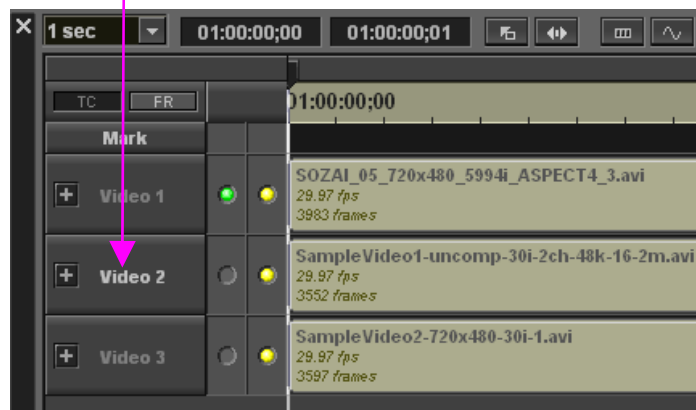 1 sec 01:00:00;00 01:00:00;01
TC FR 01:00:00;00
Mark
Video 1
SOZAI_05_720x480_5994i_ASPECT4_3.avi
29.97 fps
3983 frames
Video 2
SampleVideo1-uncomp-30i-2ch-48k-16-2m.avi
29.97 fps
3552 frames
Video 3
SampleVideo2-720x480-30i-1.avi
29.97 fps
3597 frames